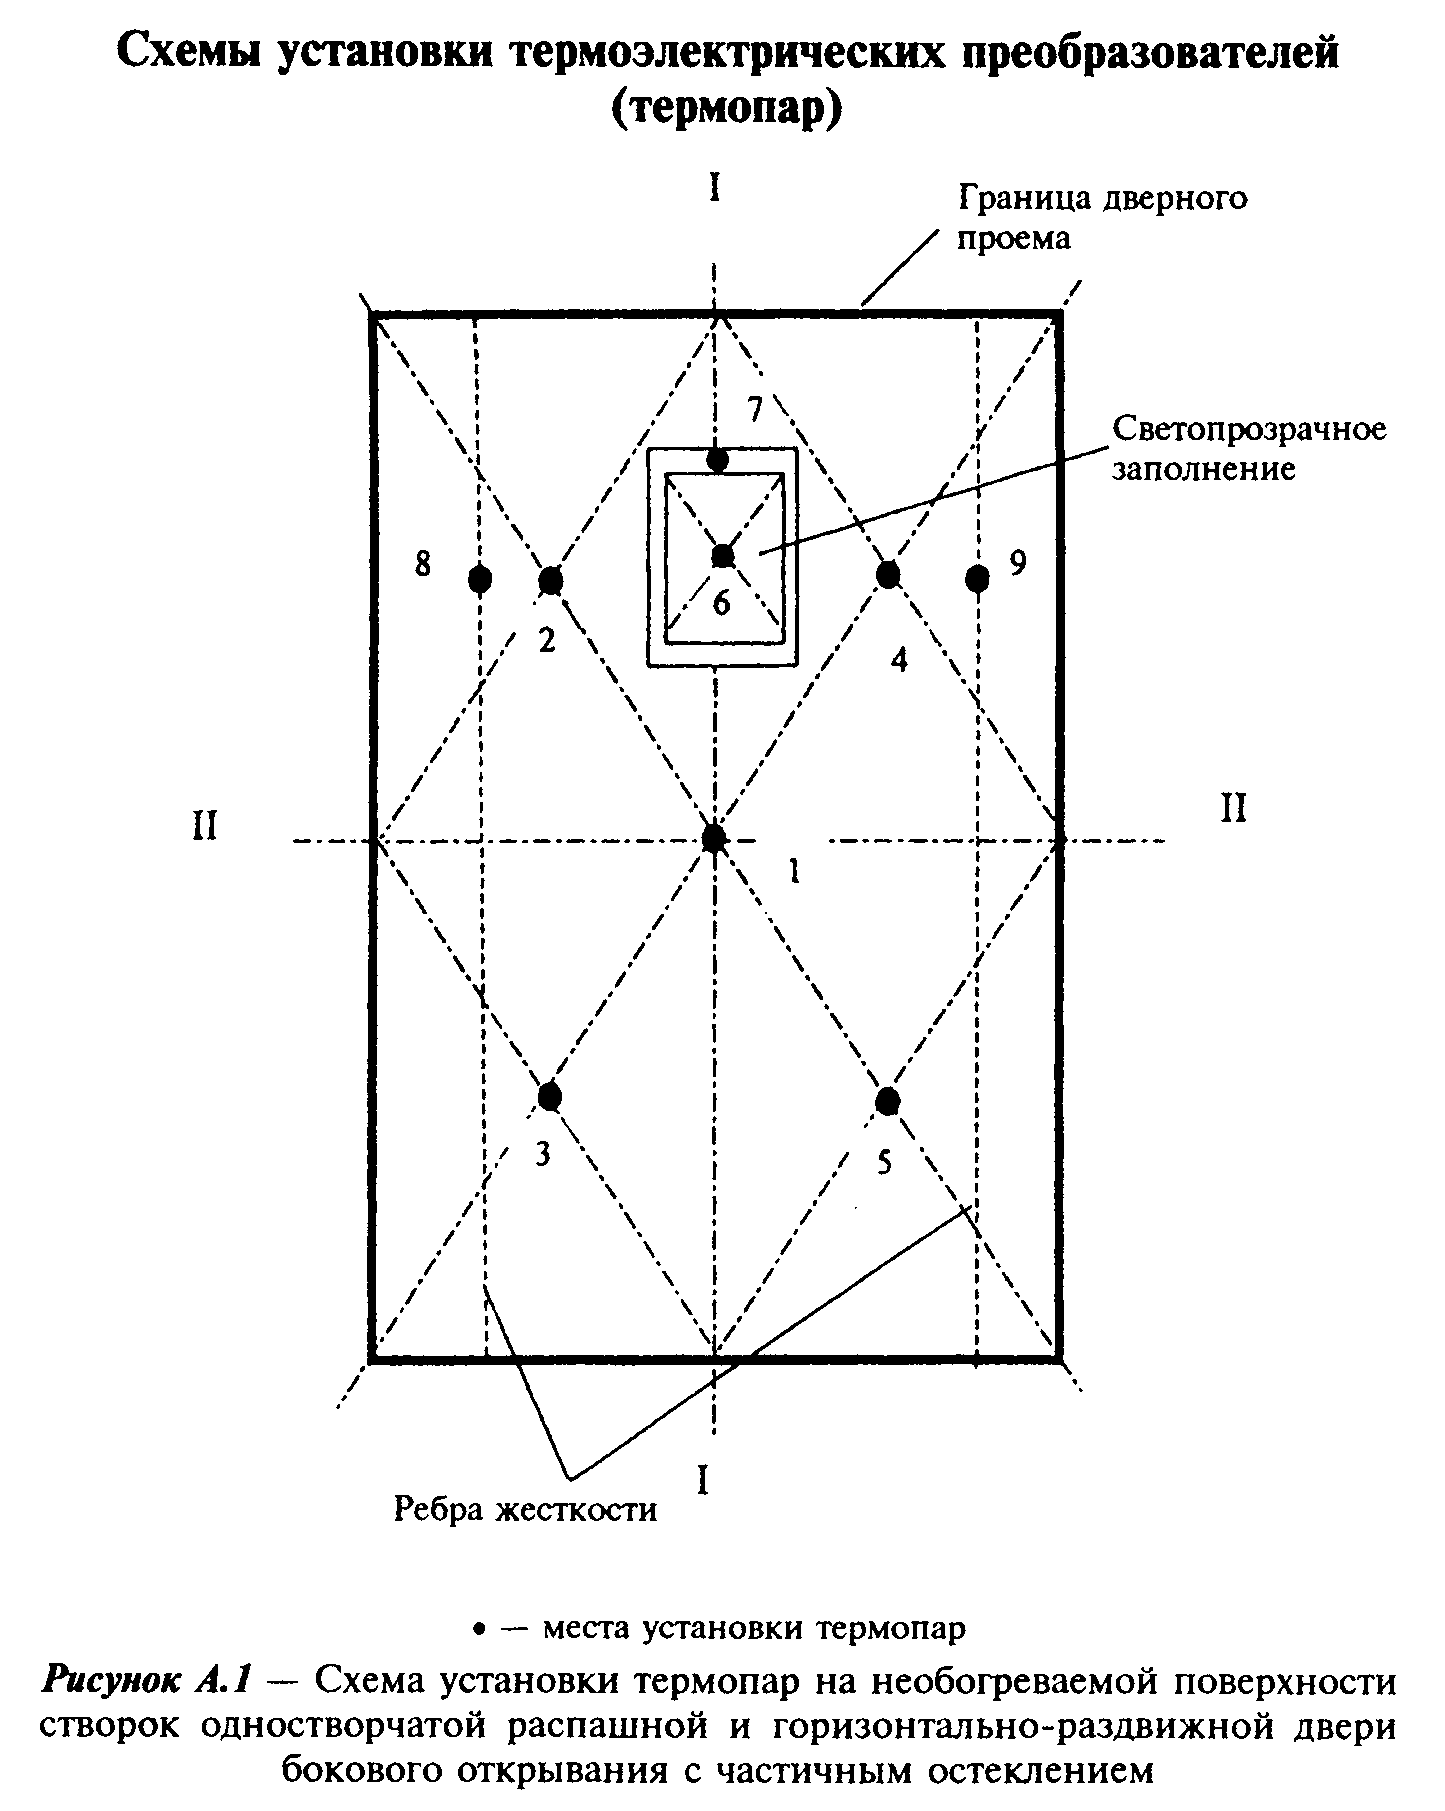 Схемы установки термоэлектрических преобразователей
(термопар)
I
Граница дверного
проема
7
Светопрозрачное
заполнение
8
9
6
2
4
II
II
1
3
5
I
Ребра жесткости
• — места установки термопар
Рисунок А.1 — Схема установки термопар на необогреваемой поверхности
створок одностворчатой распашной и горизонтально-раздвижной двери
бокового открывания с частичным остеклением